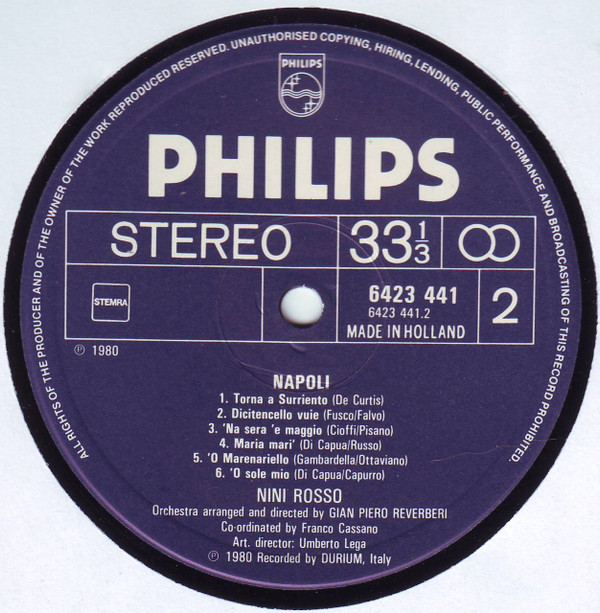 ALL RIGHTS OF THE PRODUCER AND OF THE OWNER OF THE WORK REPRODUCED RESERVED. UNAUTHORISED COPYING, HIRING, LENDING, PUBLIC PERFORMANCE AND BROADCASTING OF THIS RECORD PROHIBITED.
PHILIPS
PHILIPS
STEREO
33 1/3
STEMRA
6423 441
6423 441.2
MADE IN HOLLAND
2
℗ 1980
NAPOLI
1. Torna a Surriento (De Curtis)
2. Dicitencello vuie (Fusco/Falvo)
3. 'Na sera 'e maggio (Cioffi/Pisano)
4. Maria mari' (Di Capua/Russo)
5. 'O Marenariello (Gambardella/Ottaviano)
6. 'O sole mio (Di Capua/Capurro)
NINI ROSSO
Orchestra arranged and directed by GIAN PIERO REVERBERI
Co-ordinated by Franco Cassano
Art. director: Umberto Lega
℗ 1980 Recorded by DURIUM, Italy